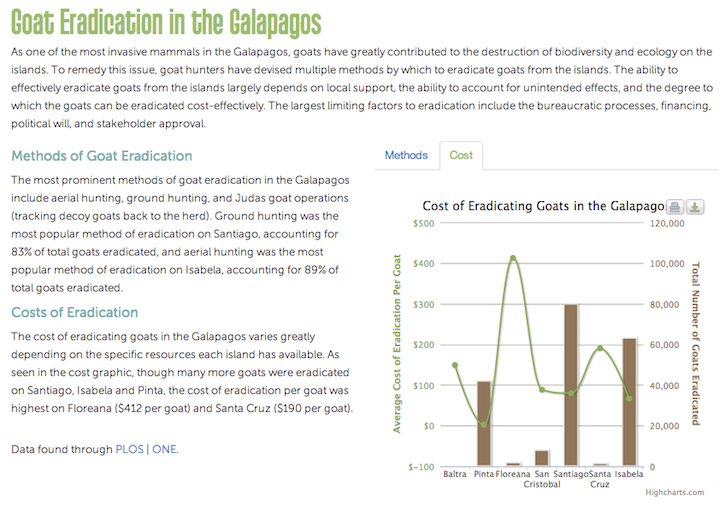 Goat Eradication in the Galapagos
As one of the most invasive mammals in the Galapagos, goats have greatly contributed to the destruction of biodiversity and ecology on the
islands. To remedy this issue, goat hunters have devised multiple methods by which to eradicate goats from the islands. The ability to
effectively eradicate goats from the islands largely depends on local support, the ability to account for unintended effects, and the degree to
which the goats can be eradicated cost-effectively. The largest limiting factors to eradication include the bureaucratic processes, financing,
political will, and stakeholder approval.
Methods of Goat Eradication
The most prominent methods of goat eradication in the Galapagos
include aerial hunting, ground hunting, and Judas goat operations
(tracking decoy goats back to the herd). Ground hunting was the
most popular method of eradication on Santiago, accounting for
83% of total goats eradicated, and aerial hunting was the most
popular method of eradication on Isabela, accounting for 89% of
total goats eradicated.
Costs of Eradication
The cost of eradicating goats in the Galapagos varies greatly
depending on the specific resources each island has available. As
seen in the cost graphic, though many more goats were eradicated
on Santiago, Isabela and Pinta, the cost of eradication per goat was
highest on Floreana ($412 per goat) and Santa Cruz ($190 per goat).
Data found through PLOS | ONE.
Methods Cost
Cost of Eradicating Goats in the Galapago
Average Cost of Eradication Per Goat
$500
$400
$300
$200
$100
$0
$-100
120,000
100,000
80,000
60,000
40,000
20,000
0
Total Number of Goats Eradicated
Baltra Pinta Floreana San Santiago Santa Isabela
Cristobal Cruz
Highcharts.com